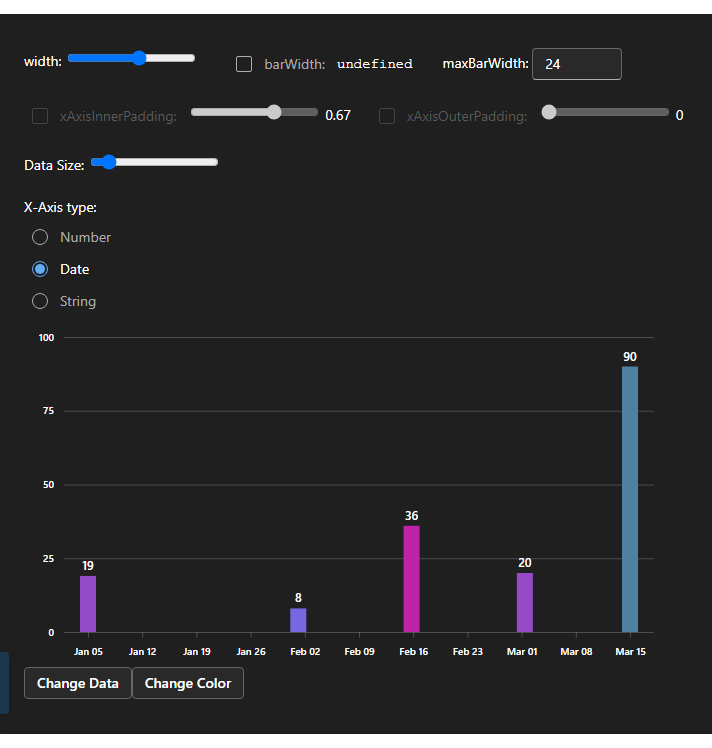 width: barWidth: undefined maxBarWidth: 24
xAxisInnerPadding: 0.67 xAxisOuterPadding: 0
Data Size:
X-Axis type:
Number
Date
String
100
90
75
50
36
25
19
20
8
0
Jan 05 Jan 12 Jan 19 Jan 26 Feb 02 Feb 09 Feb 16 Feb 23 Mar 01 Mar 08 Mar 15
Change Data Change Color